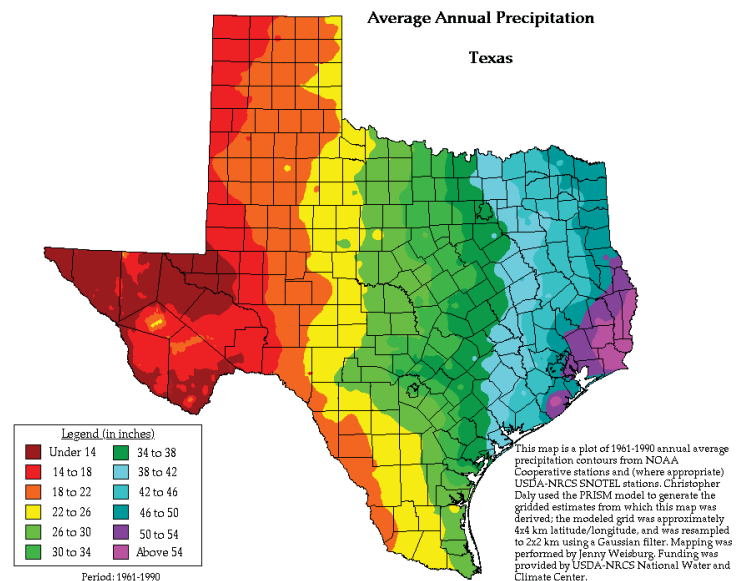 Average Annual Precipitation
Texas
Legend (in inches)
Under 14
14 to 18
18 to 22
22 to 26
26 to 30
30 to 34
34 to 38
38 to 42
42 to 46
46 to 50
50 to 54
Above 54
Period: 1961-1990
This map is a plot of 1961-1990 annual average
precipitation contours from NOAA
Cooperative stations and (where appropriate)
USDA-NRCS SNOTEL stations. Christopher
Daly used the PRISM model to generate the
gridded estimates from which this map was
derived; the modeled grid was approximately
4x4 km latitude/longitude, and was resampled
to 2x2 km using a Gaussian filter. Mapping was
performed by Jenny Weisburg. Funding was
provided by USDA-NRCS National Water and
Climate Center.